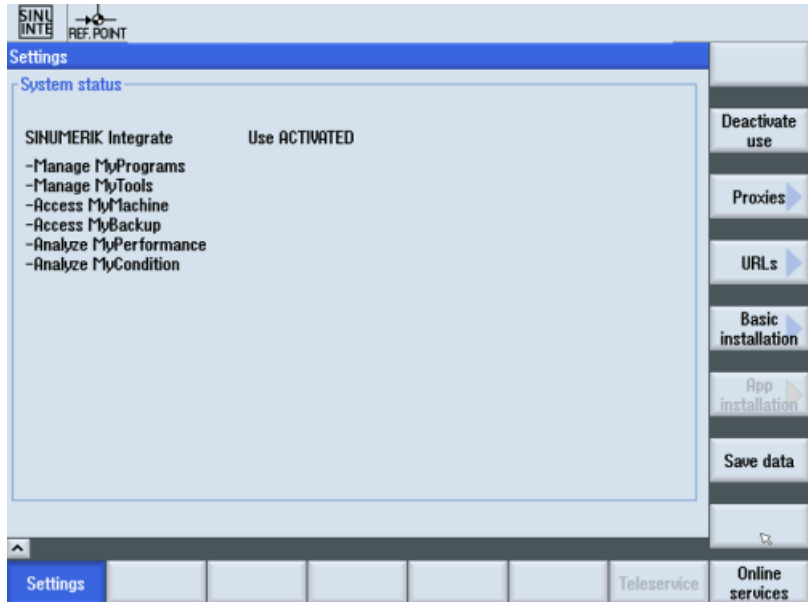 SINU
INTE
REF. POINT
Settings
System status
SINUMERIK Integrate Use ACTIVATED
-Manage MyPrograms
-Manage MyTools
-Access MyMachine
-Access MyBackup
-Analyze MyPerformance
-Analyze MyCondition
Deactivate
use
Proxies
URLs
Basic
installation
App
installation
Save data
Settings
Teleservice
Online
services